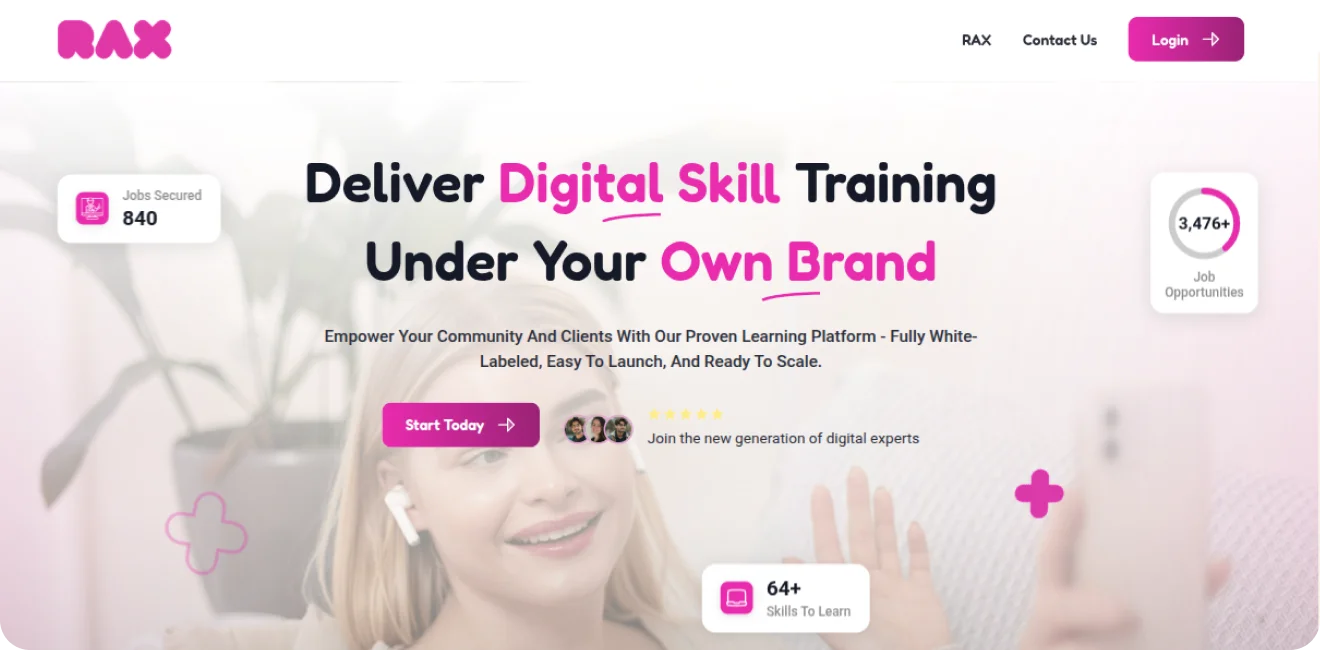 RAX
RAX
Contact Us
Login
Deliver Digital Skill Training
Under Your Own Brand
Jobs Secured
840
3,476+
Job
Opportunities
Empower Your Community And Clients With Our Proven Learning Platform - Fully White-
Labeled, Easy To Launch, And Ready To Scale.
Start Today
Join the new generation of digital experts
64+
Skills To Learn